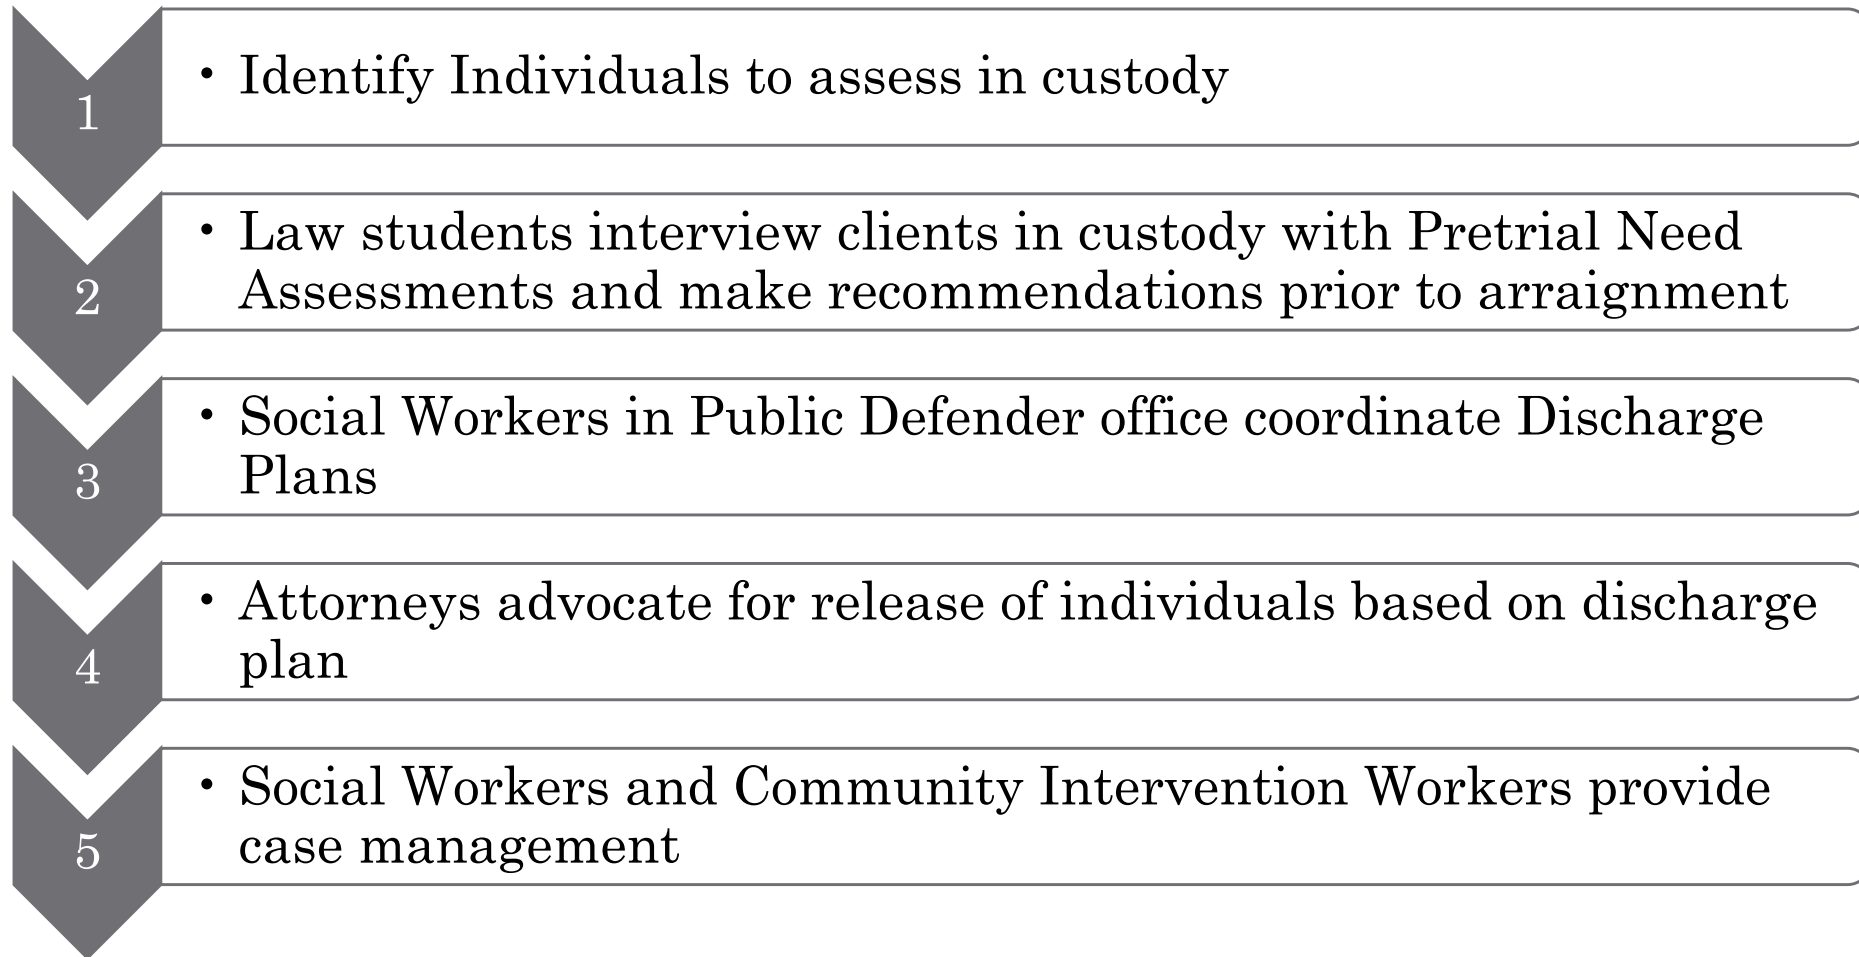 1
• Identify Individuals to assess in custody
2
• Law students interview clients in custody with Pretrial Need
Assessments and make recommendations prior to arraignment
3
• Social Workers in Public Defender office coordinate Discharge
Plans
4
• Attorneys advocate for release of individuals based on discharge
plan
5
• Social Workers and Community Intervention Workers provide
case management